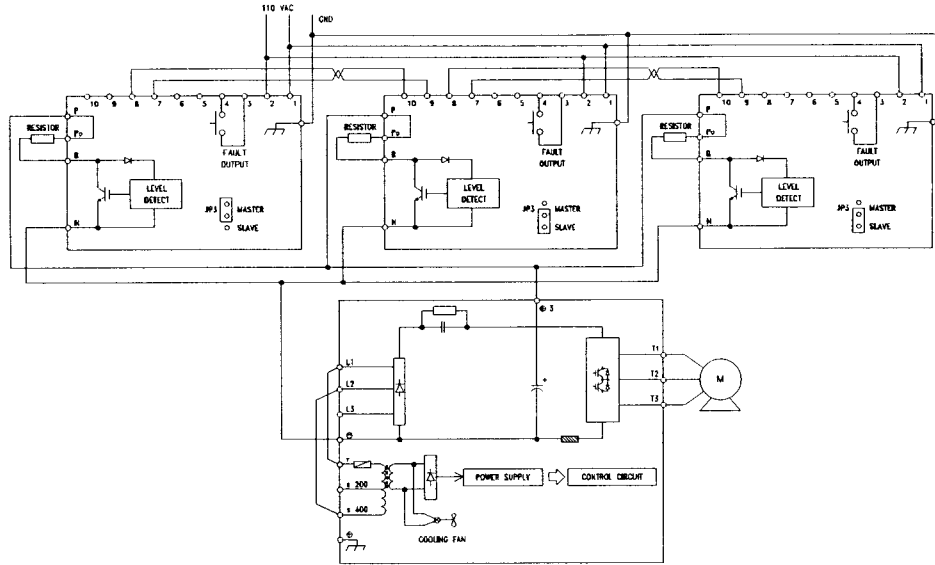 110 VAC
GND
10 9 8 7 6 5 4 3 2 1
10 9 8 7 6 5 4 3 2 1
10 9 8 7 6 5 4 3 2 1
P
RESISTOR
Po
B
FAULT
OUTPUT
LEVEL
DETECT
JP3
MASTER
SLAVE
N
P
RESISTOR
Po
B
FAULT
OUTPUT
LEVEL
DETECT
JP3
MASTER
SLAVE
N
P
RESISTOR
Po
B
FAULT
OUTPUT
LEVEL
DETECT
JP3
MASTER
SLAVE
N
⊕ 3
+
L1
L2
L3
⊖
T1
T2
T3
M
r
s 200
s 400
POWER SUPPLY
CONTROL CIRCUIT
COOLING FAN